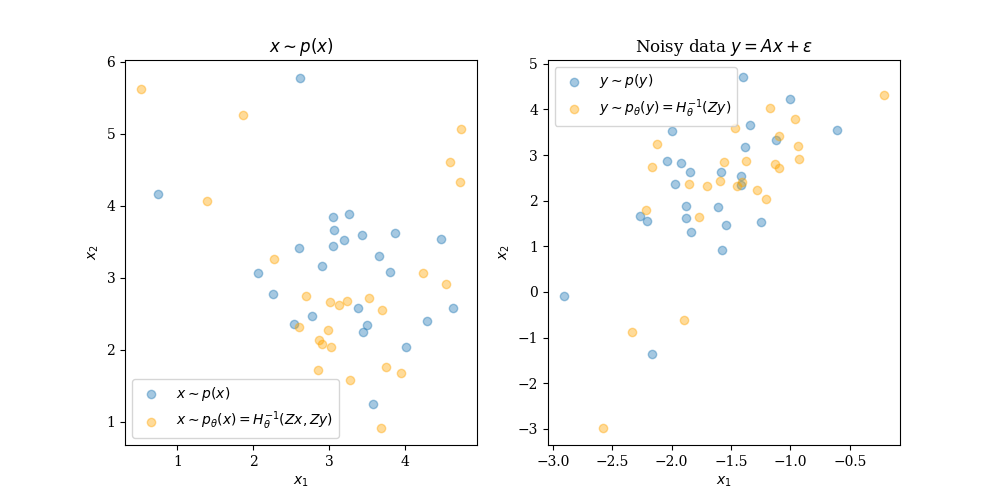 x ∼ p(x)
6
5
4
3
2
1
x₂
1
2
3
4
x₁
x ∼ p(x)
x ∼ p_θ(x) = H_θ^{-1}(Zx, Zy)
Noisy data y = Ax + ε
5
4
3
2
1
0
−1
−2
−3
x₂
−3.0
−2.5
−2.0
−1.5
−1.0
−0.5
x₁
y ∼ p(y)
y ∼ p_θ(y) = H_θ^{-1}(Zy)